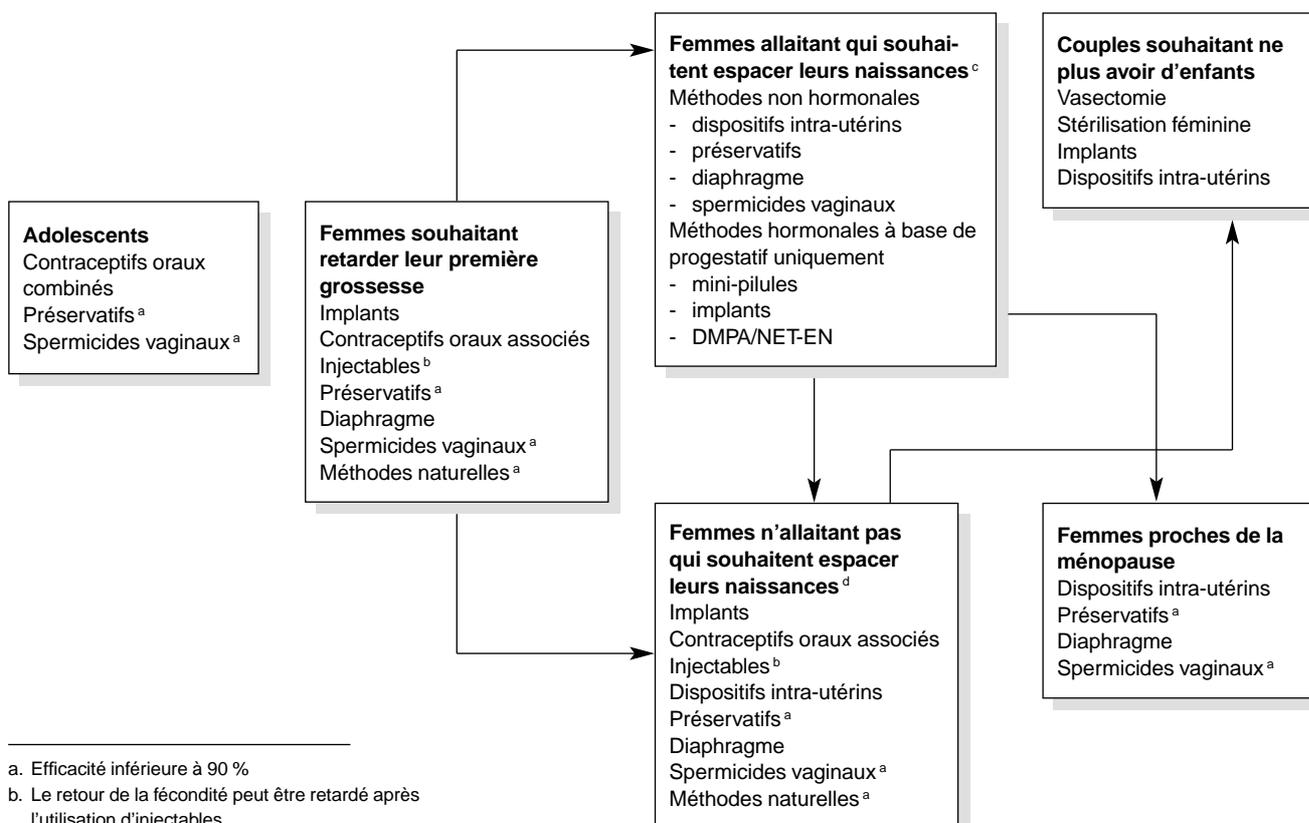 Adolescents
Contraceptifs oraux
combinés
Préservatifs a
Spermicides vaginaux a
Femmes souhaitant
retarder leur première
grossesse
Implants
Contraceptifs oraux associés
Injectables b
Préservatifs a
Diaphragme
Spermicides vaginaux a
Méthodes naturelles a
Femmes allaitant qui souhai-
tent espacer leurs naissances c
Méthodes non hormonales
- dispositifs intra-utérins
- préservatifs
- diaphragme
- spermicides vaginaux
Méthodes hormonales à base de
progestatif uniquement
- mini-pilules
- implants
- DMPA/NET-EN
Femmes n'allaitant pas
qui souhaitent espacer
leurs naissances d
Implants
Contraceptifs oraux associés
Injectables b
Dispositifs intra-utérins
Préservatifs a
Diaphragme
Spermicides vaginaux a
Méthodes naturelles a
Couples souhaitant ne
plus avoir d'enfants
Vasectomie
Stérilisation féminine
Implants
Dispositifs intra-utérins
Femmes proches de la
ménopause
Dispositifs intra-utérins
Préservatifs a
Diaphragme
Spermicides vaginaux a
a. Efficacité inférieure à 90 %
b. Le retour de la fécondité peut être retardé après
l'utilisation d'injectables